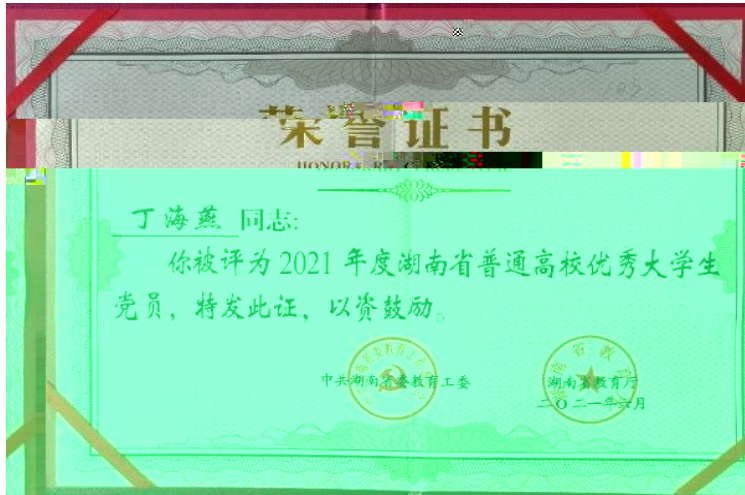 荣誉证书
丁海燕 同志:
你被评为2021年度湖南省普通高校优秀大学生
党员，特发此证，以资鼓励。
中共湖南省委教育工委
湖南省教育厅
二〇二一年六月